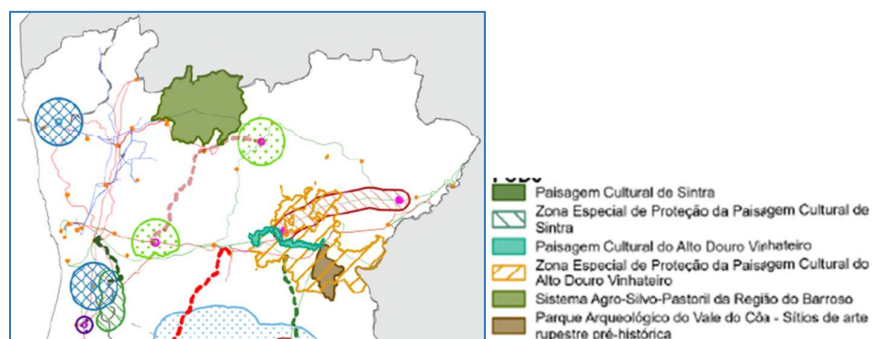 Paisagem Cultural de Sintra
Zona Especial de Proteção da Paisagem Cultural de
Sintra
Paisagem Cultural do Alto Douro Vinhateiro
Zona Especial de Proteção da Paisagem Cultural do
Alto Douro Vinhateiro
Sistema Agro-Silvo-Pastoril da Região do Barroso
Parque Arqueológico do Vale do Côa - Sítios de arte
rupestre pré-histórica